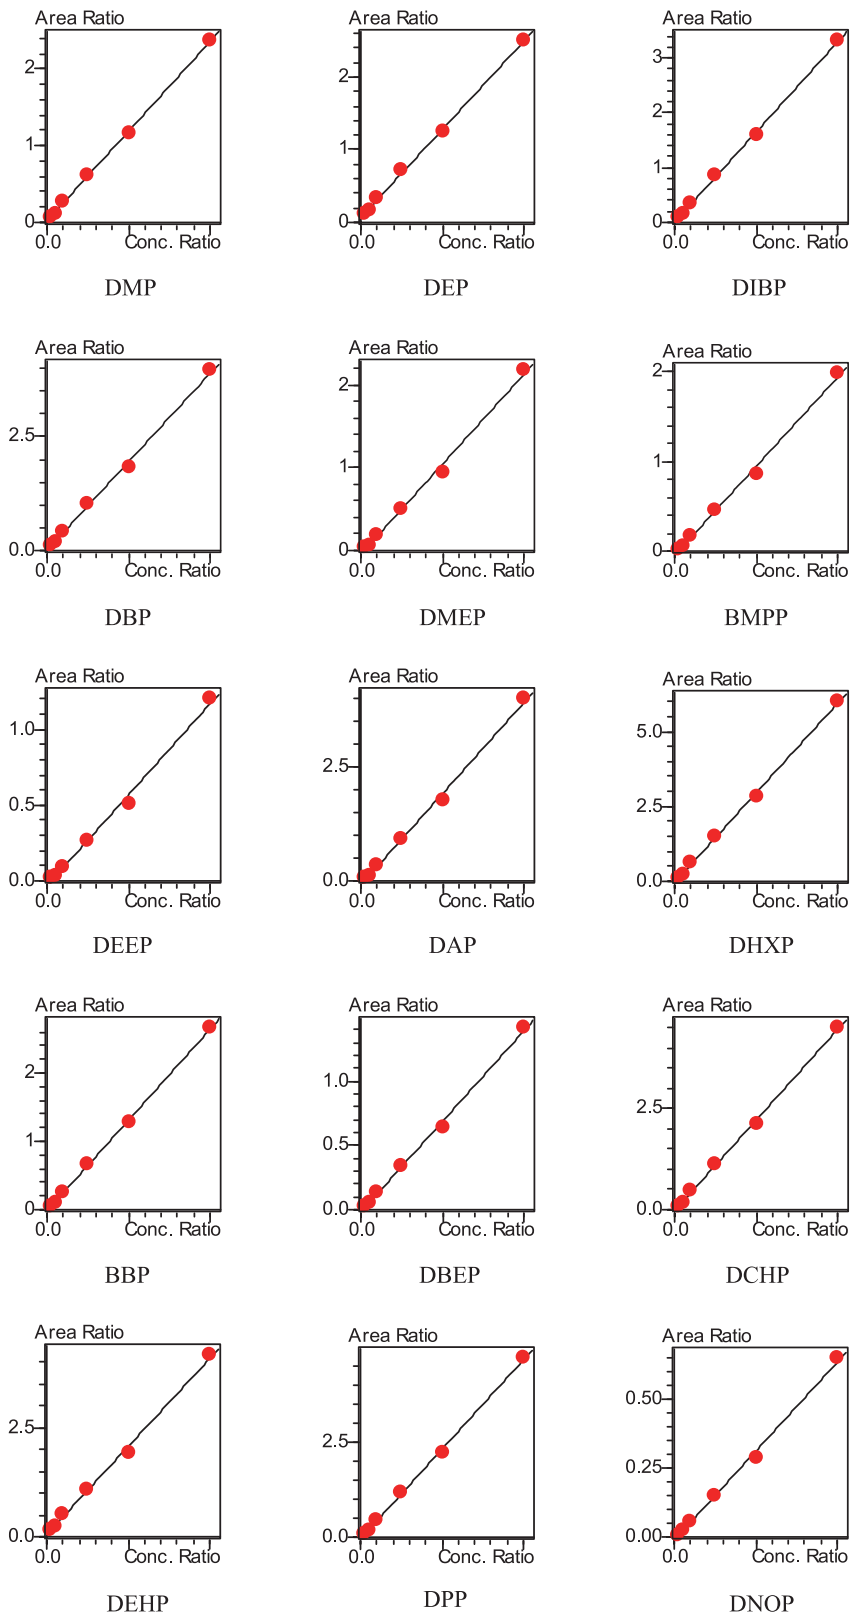 Area Ratio Area Ratio Area Ratio
2 2 3
1 1 2
0 0 1
0
0.0 Conc. Ratio 0.0 Conc. Ratio 0.0 Conc. Ratio
DMP DEP DIBP
Area Ratio Area Ratio Area Ratio
2.5 2 2
0.0 1 1
0 0
0.0 Conc. Ratio 0.0 Conc. Ratio 0.0 Conc. Ratio
DBP DMEP BMPP
Area Ratio Area Ratio Area Ratio
1.0 2.5 5.0
0.5 0.0 2.5
0.0 0.0
0.0 Conc. Ratio 0.0 Conc. Ratio 0.0 Conc. Ratio
DEEP DAP DHXP
Area Ratio Area Ratio Area Ratio
2 1.0 2.5
1 0.5 0.0
0 0.0
0.0 Conc. Ratio 0.0 Conc. Ratio 0.0 Conc. Ratio
BBP DBEP DCHP
Area Ratio Area Ratio Area Ratio
2.5 2.5 0.50
0.0 0.0 0.25
0.00
0.0 Conc. Ratio 0.0 Conc. Ratio 0.0 Conc. Ratio
DEHP DPP DNOP